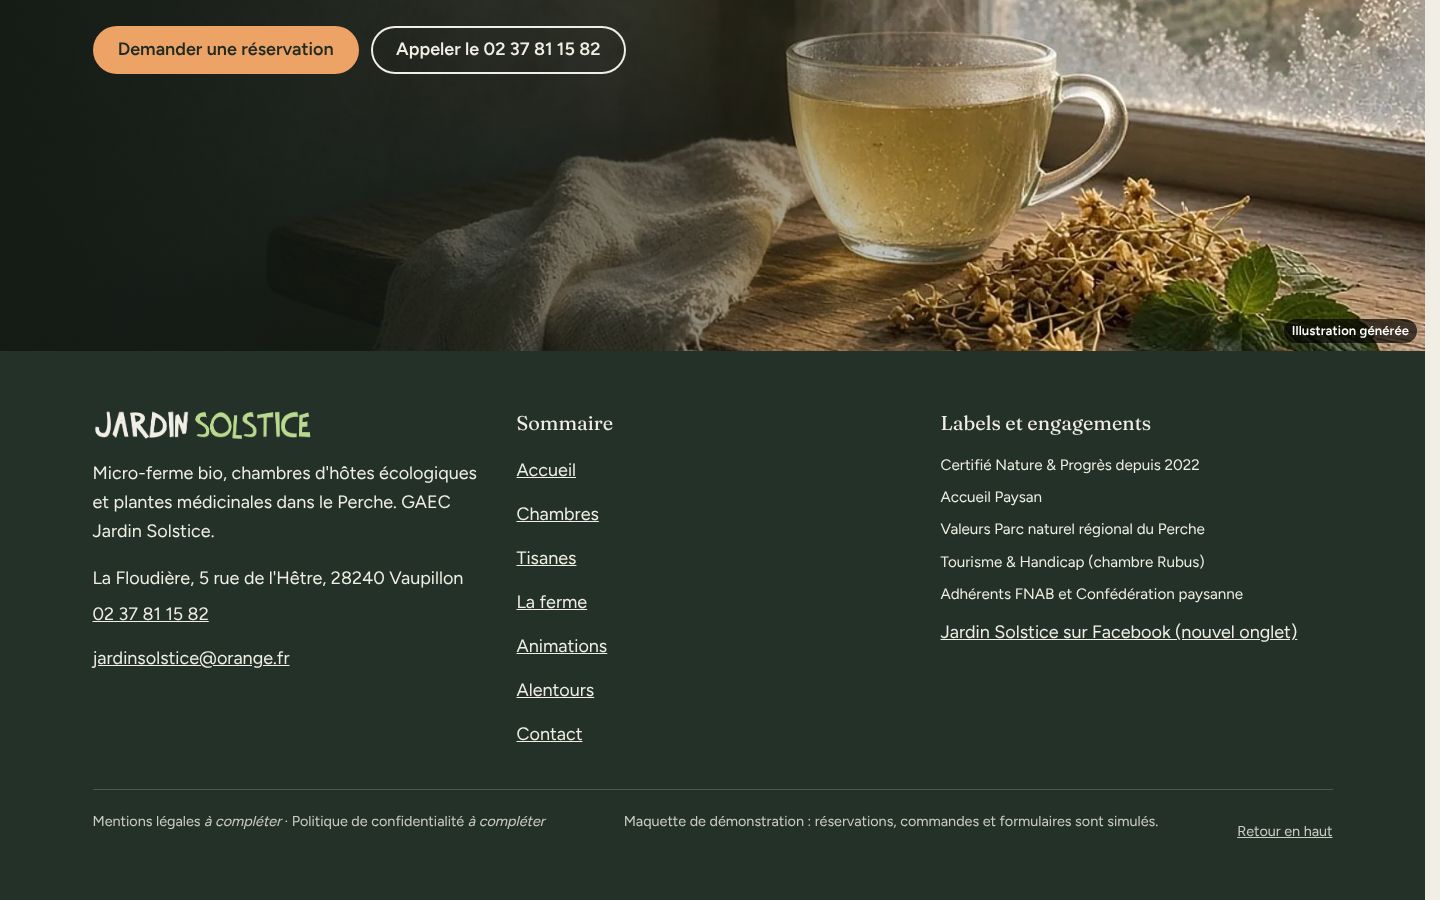 Demander une réservation
Appeler le 02 37 81 15 82
Illustration générée
JARDIN SOLSTICE
Micro-ferme bio, chambres d'hôtes écologiques
et plantes médicinales dans le Perche. GAEC
Jardin Solstice.
La Floudière, 5 rue de l'Hêtre, 28240 Vaupillon
02 37 81 15 82
jardinsolstice@orange.fr
Sommaire
Accueil
Chambres
Tisanes
La ferme
Animations
Alentours
Contact
Labels et engagements
Certifié Nature & Progrès depuis 2022
Accueil Paysan
Valeurs Parc naturel régional du Perche
Tourisme & Handicap (chambre Rubus)
Adhérents FNAB et Confédération paysanne
Jardin Solstice sur Facebook (nouvel onglet)
Mentions légales à compléter · Politique de confidentialité à compléter
Maquette de démonstration : réservations, commandes et formulaires sont simulés.
Retour en haut